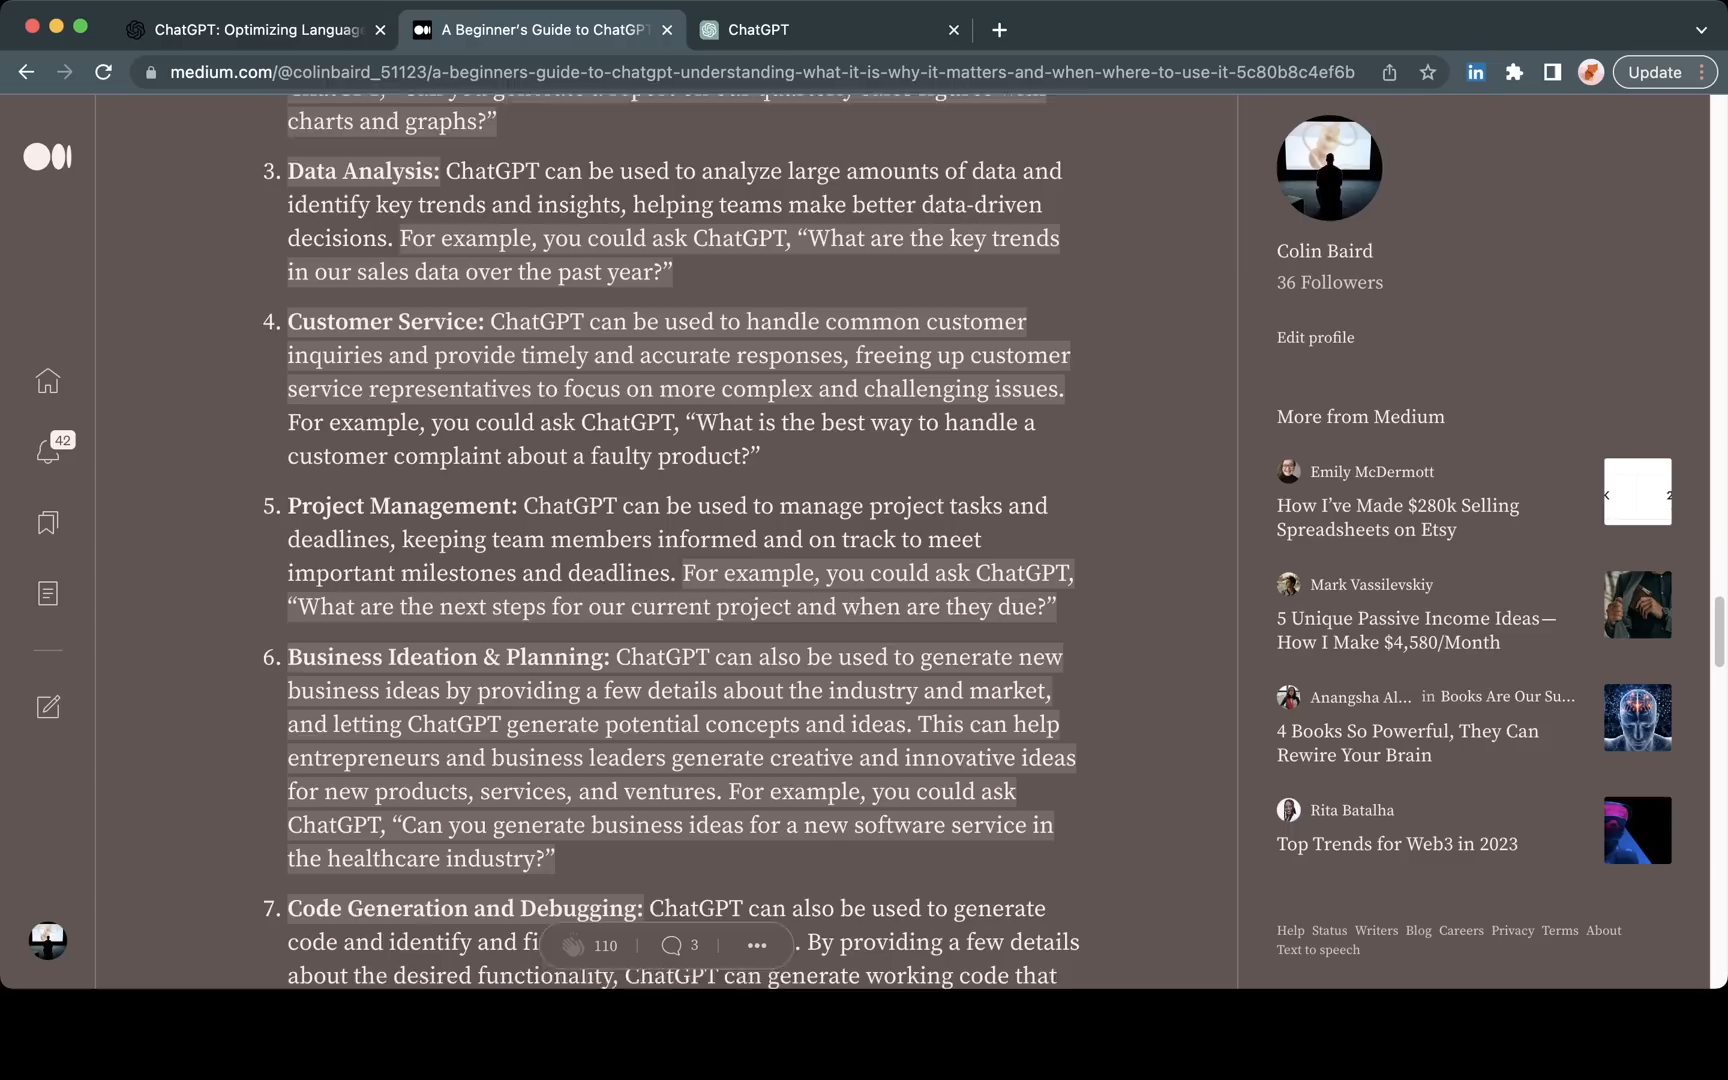 ChatGPT: Optimizing Language
A Beginner's Guide to ChatGPT
ChatGPT
medium.com/@colinbaird_51123/a-beginners-guide-to-chatgpt-understanding-what-it-is-why-it-matters-and-when-where-to-use-it-5c80b8c4ef6b
Update
charts and graphs?”
3. Data Analysis: ChatGPT can be used to analyze large amounts of data and
identify key trends and insights, helping teams make better data-driven
decisions. For example, you could ask ChatGPT, “What are the key trends
in our sales data over the past year?”
4. Customer Service: ChatGPT can be used to handle common customer
inquiries and provide timely and accurate responses, freeing up customer
service representatives to focus on more complex and challenging issues.
For example, you could ask ChatGPT, “What is the best way to handle a
customer complaint about a faulty product?”
5. Project Management: ChatGPT can be used to manage project tasks and
deadlines, keeping team members informed and on track to meet
important milestones and deadlines. For example, you could ask ChatGPT,
“What are the next steps for our current project and when are they due?”
6. Business Ideation & Planning: ChatGPT can also be used to generate new
business ideas by providing a few details about the industry and market,
and letting ChatGPT generate potential concepts and ideas. This can help
entrepreneurs and business leaders generate creative and innovative ideas
for new products, services, and ventures. For example, you could ask
ChatGPT, “Can you generate business ideas for a new software service in
the healthcare industry?”
7. Code Generation and Debugging: ChatGPT can also be used to generate
code and identify and fi
. By providing a few details
about the desired functionality, ChatGPT can generate working code that
110
3
42
Colin Baird
36 Followers
Edit profile
More from Medium
Emily McDermott
How I’ve Made $280k Selling
Spreadsheets on Etsy
Mark Vassilevskiy
5 Unique Passive Income Ideas—
How I Make $4,580/Month
Anangsha Al... in Books Are Our Su...
4 Books So Powerful, They Can
Rewire Your Brain
Rita Batalha
Top Trends for Web3 in 2023
Help Status Writers Blog Careers Privacy Terms About
Text to speech